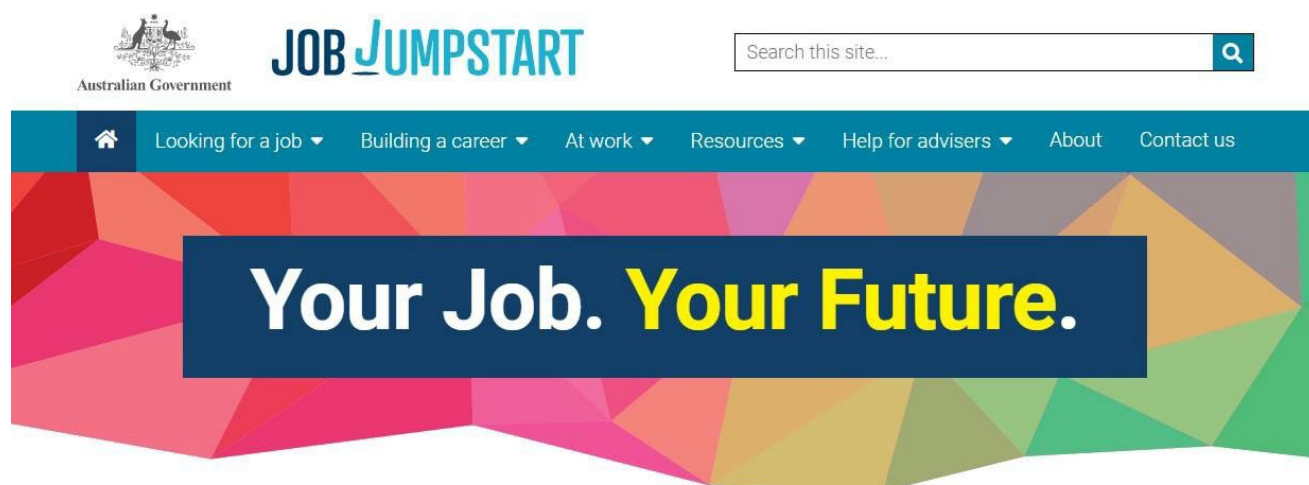 Australian Government
JOB JUMPSTART
Search this site...
Looking for a job
Building a career
At work
Resources
Help for advisers
About
Contact us
Your Job. Your Future.